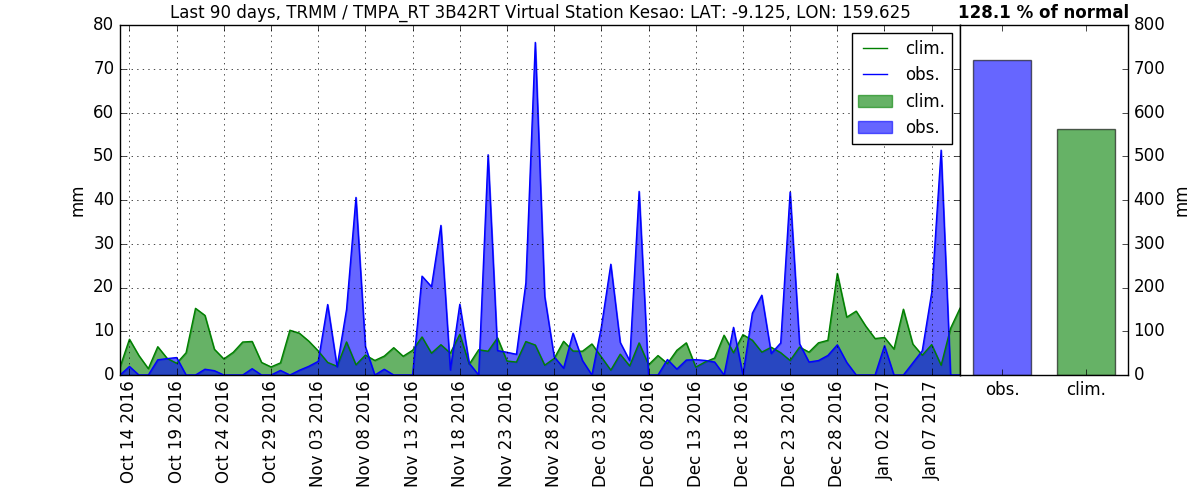 Last 90 days, TRMM / TMPA_RT 3B42RT Virtual Station Kesao: LAT: -9.125, LON: 159.625
128.1 % of normal
80
70
60
50
40
30
20
10
0
mm
clim.
obs.
clim.
obs.
800
700
600
500
400
300
200
100
0
mm
Oct 14 2016
Oct 19 2016
Oct 24 2016
Oct 29 2016
Nov 03 2016
Nov 08 2016
Nov 13 2016
Nov 18 2016
Nov 23 2016
Nov 28 2016
Dec 03 2016
Dec 08 2016
Dec 13 2016
Dec 18 2016
Dec 23 2016
Dec 28 2016
Jan 02 2017
Jan 07 2017
obs.
clim.